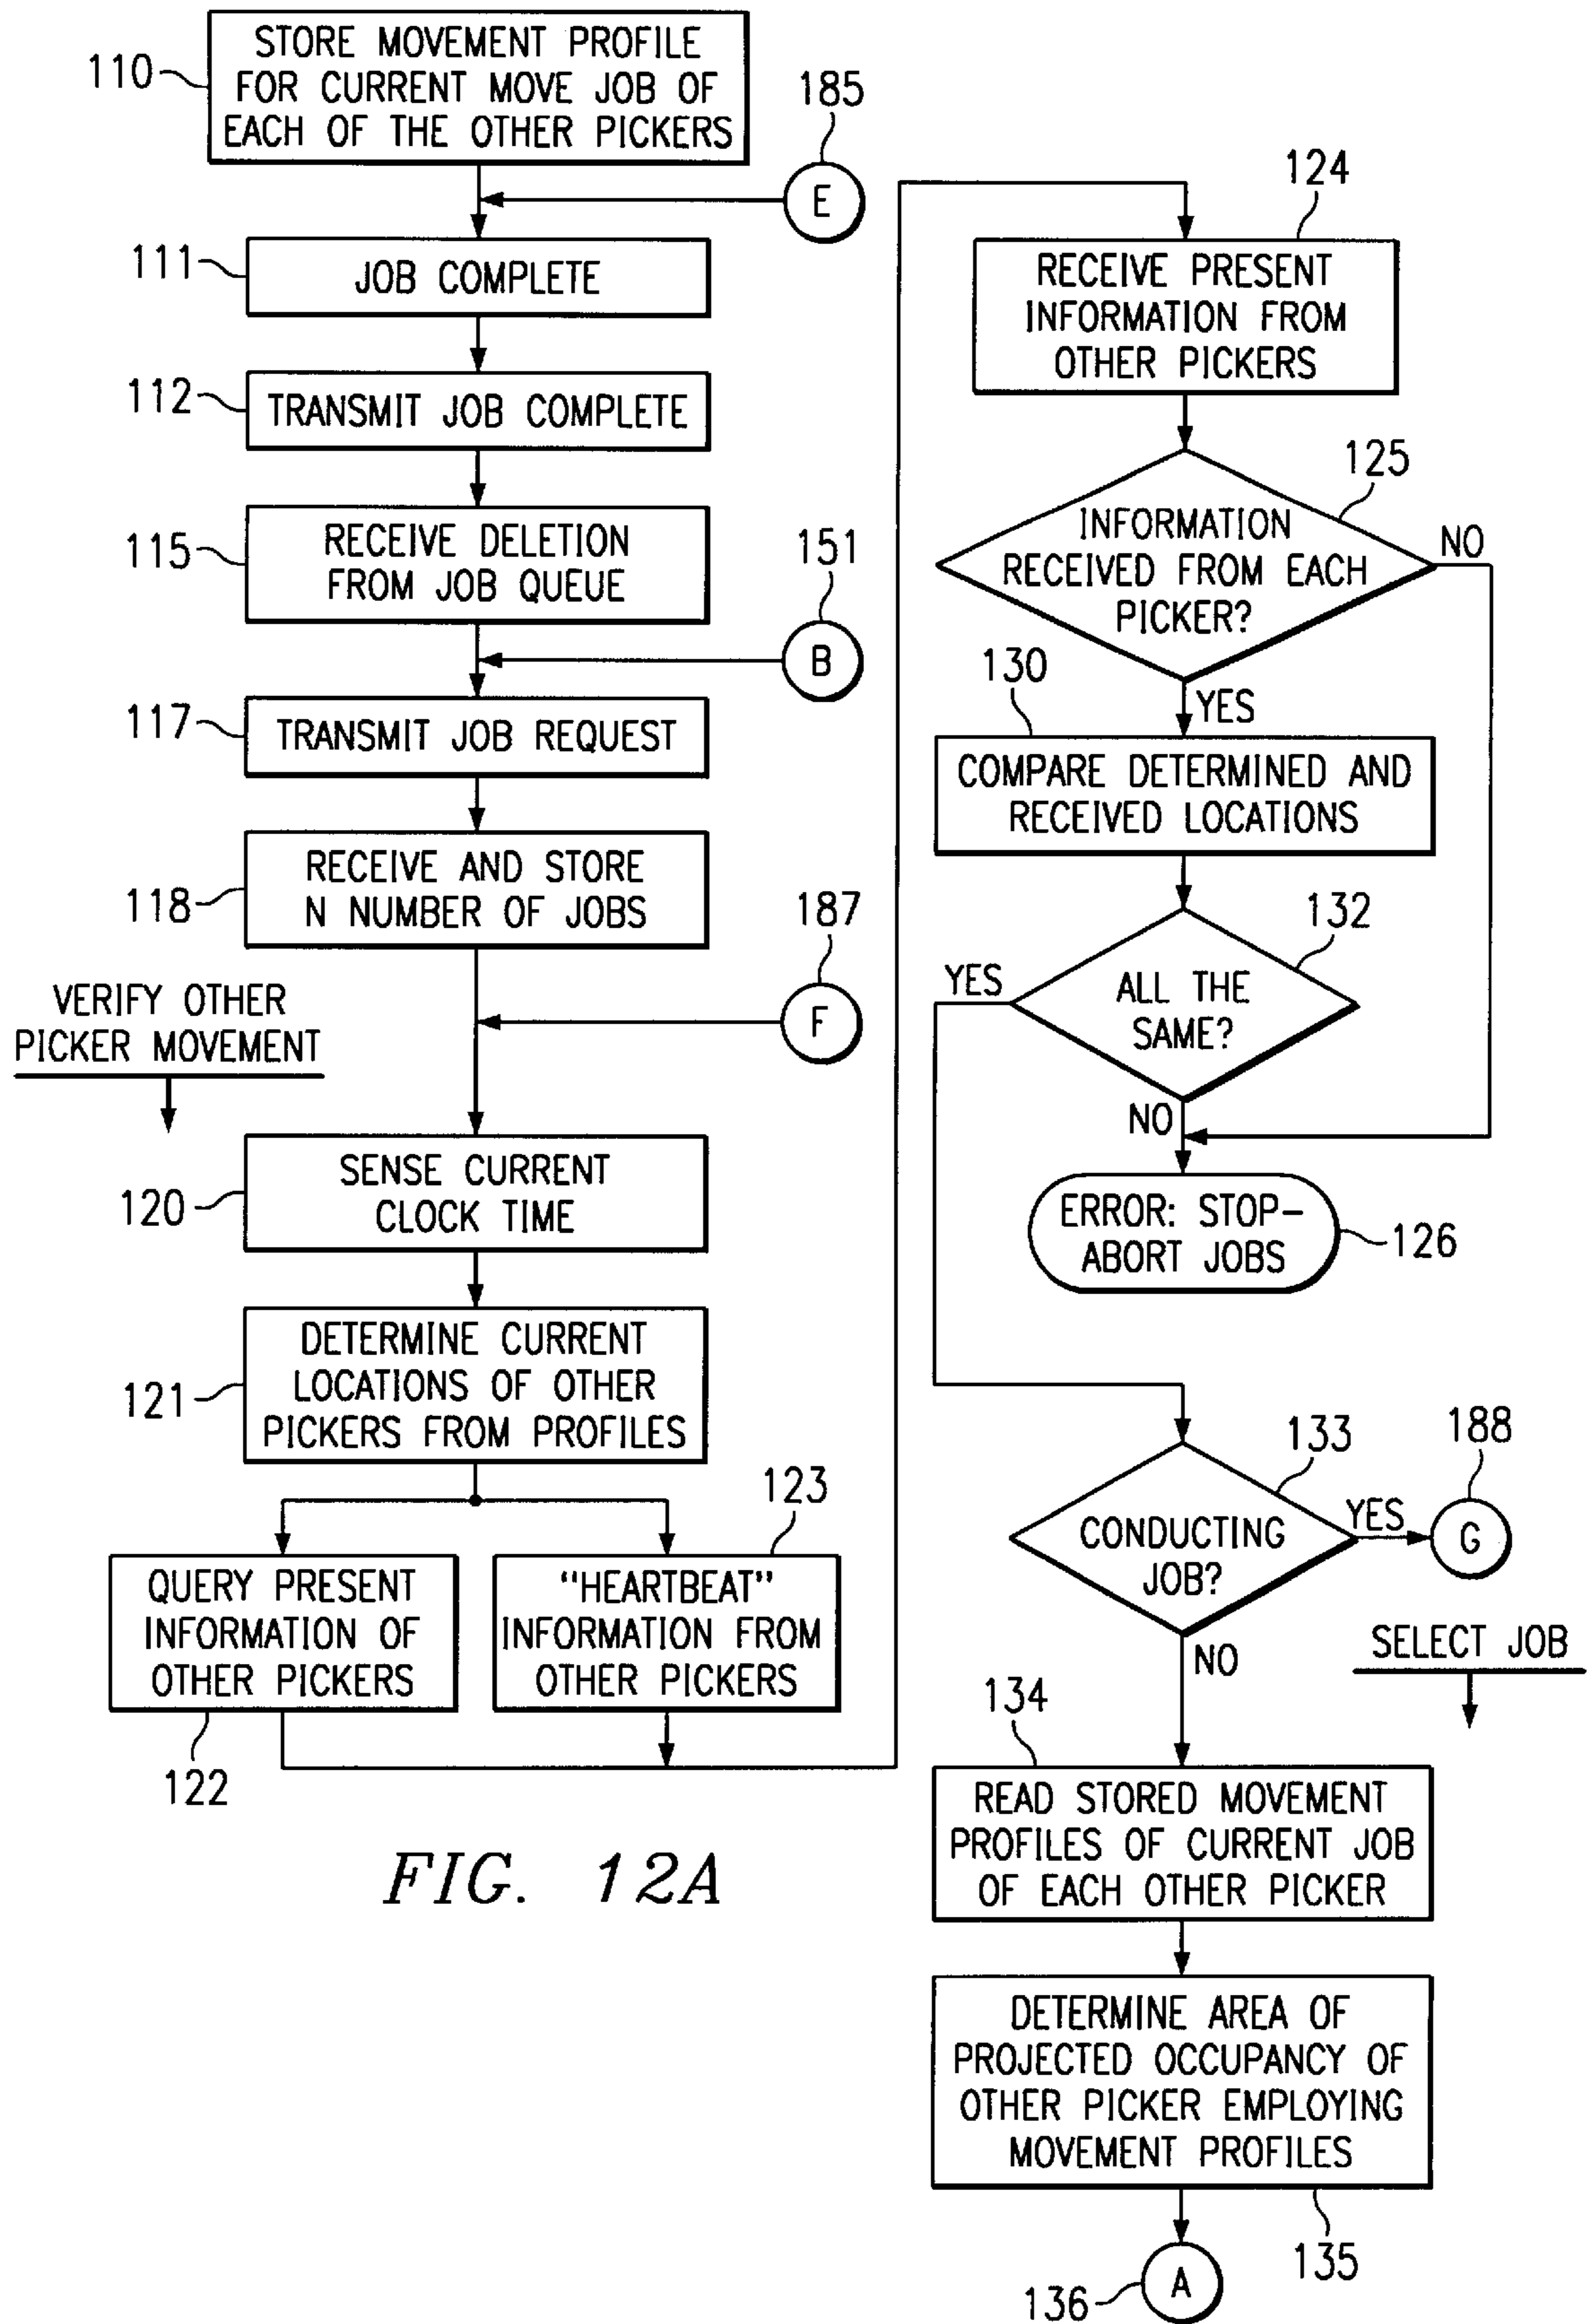 110
STORE MOVEMENT PROFILE
FOR CURRENT MOVE JOB OF
EACH OF THE OTHER PICKERS
185
E
111
JOB COMPLETE
112
TRANSMIT JOB COMPLETE
115
RECEIVE DELETION
FROM JOB QUEUE
151
B
117
TRANSMIT JOB REQUEST
118
RECEIVE AND STORE
N NUMBER OF JOBS
187
F
VERIFY OTHER
PICKER MOVEMENT
120
SENSE CURRENT
CLOCK TIME
121
DETERMINE CURRENT
LOCATIONS OF OTHER
PICKERS FROM PROFILES
QUERY PRESENT
INFORMATION OF
OTHER PICKERS
122
123
"HEARTBEAT"
INFORMATION FROM
OTHER PICKERS
FIG. 12A
124
RECEIVE PRESENT
INFORMATION FROM
OTHER PICKERS
125
INFORMATION
RECEIVED FROM EACH
PICKER?
NO
YES
130
COMPARE DETERMINED AND
RECEIVED LOCATIONS
132
YES
ALL THE
SAME?
NO
ERROR: STOP-
ABORT JOBS
126
133
CONDUCTING
JOB?
YES
188
G
NO
SELECT JOB
134
READ STORED MOVEMENT
PROFILES OF CURRENT JOB
OF EACH OTHER PICKER
DETERMINE AREA OF
PROJECTED OCCUPANCY OF
OTHER PICKER EMPLOYING
MOVEMENT PROFILES
135
136
A